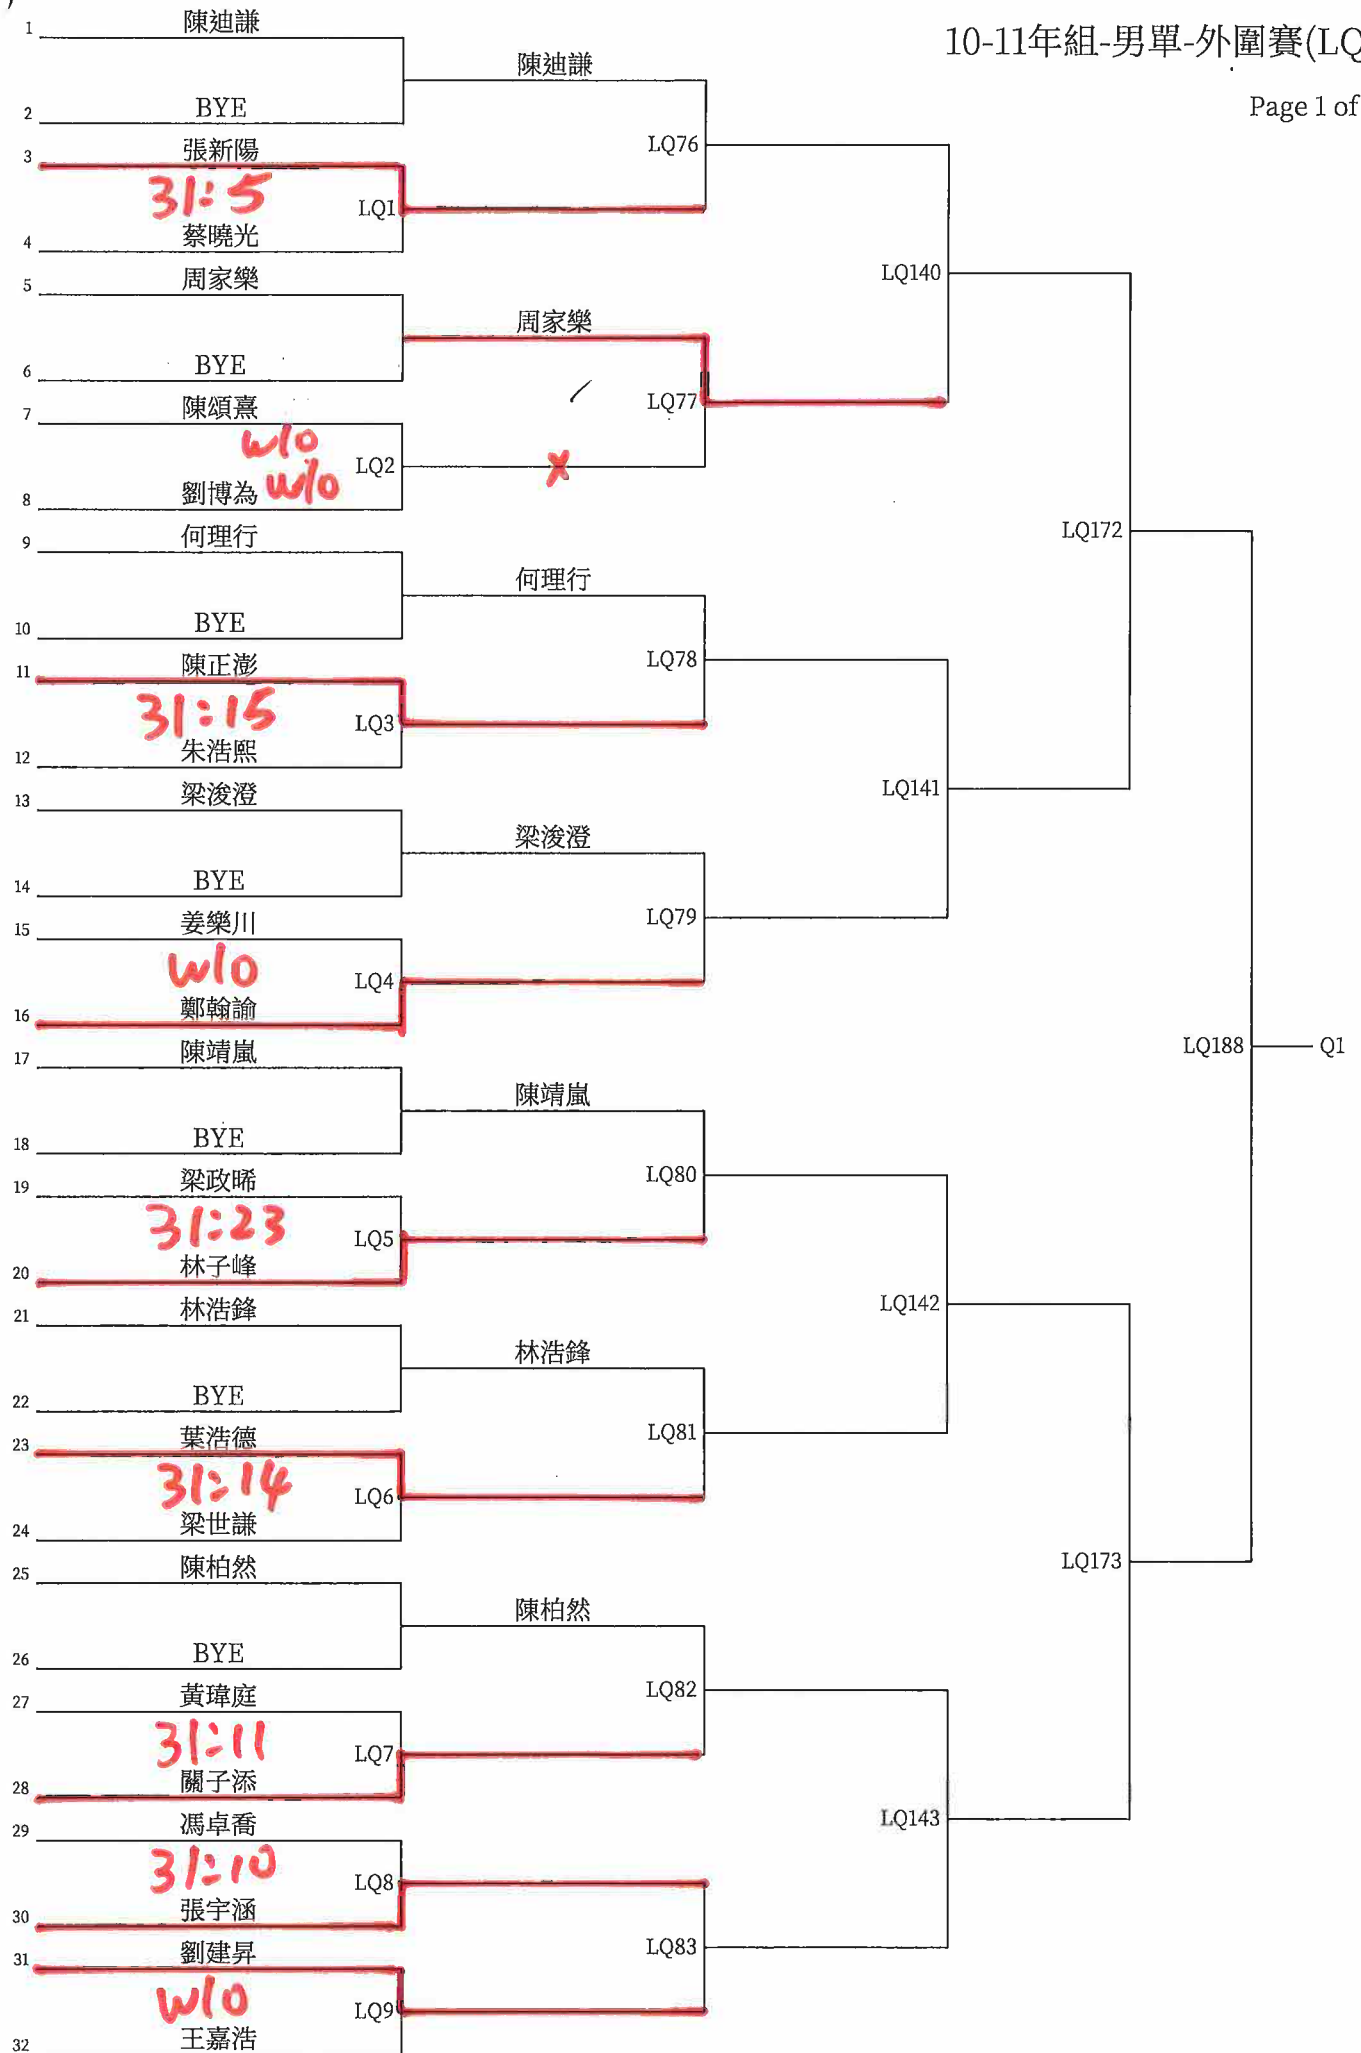 10-11年組-男單-外圍賽(LQ
Page 1 of
1 陳迪謙
陳迪謙
2 BYE
LQ76
3 張新陽
31:5
LQ1
4 蔡曉光
LQ140
5 周家樂
周家樂
6 BYE
LQ77
7 陳頌熹
w/o
LQ2
x
8 劉博為 w/o
LQ172
9 何理行
何理行
10 BYE
LQ78
11 陳正澎
31:15
LQ3
12 朱浩熙
LQ141
13 梁浚澄
梁浚澄
14 BYE
LQ79
15 姜樂川
w/o
LQ4
16 鄭翰諭
LQ188 Q1
17 陳靖嵐
陳靖嵐
18 BYE
LQ80
19 梁政晞
31:23
LQ5
20 林子峰
LQ142
21 林浩鋒
林浩鋒
22 BYE
LQ81
23 葉浩德
31:14
LQ6
24 梁世謙
LQ173
25 陳柏然
陳柏然
26 BYE
LQ82
27 黃瑋庭
31:11
LQ7
28 關子添
LQ143
29 馮卓喬
31:10
LQ8
30 張宇涵
LQ83
31 劉建昇
w/o
LQ9
32 王嘉浩